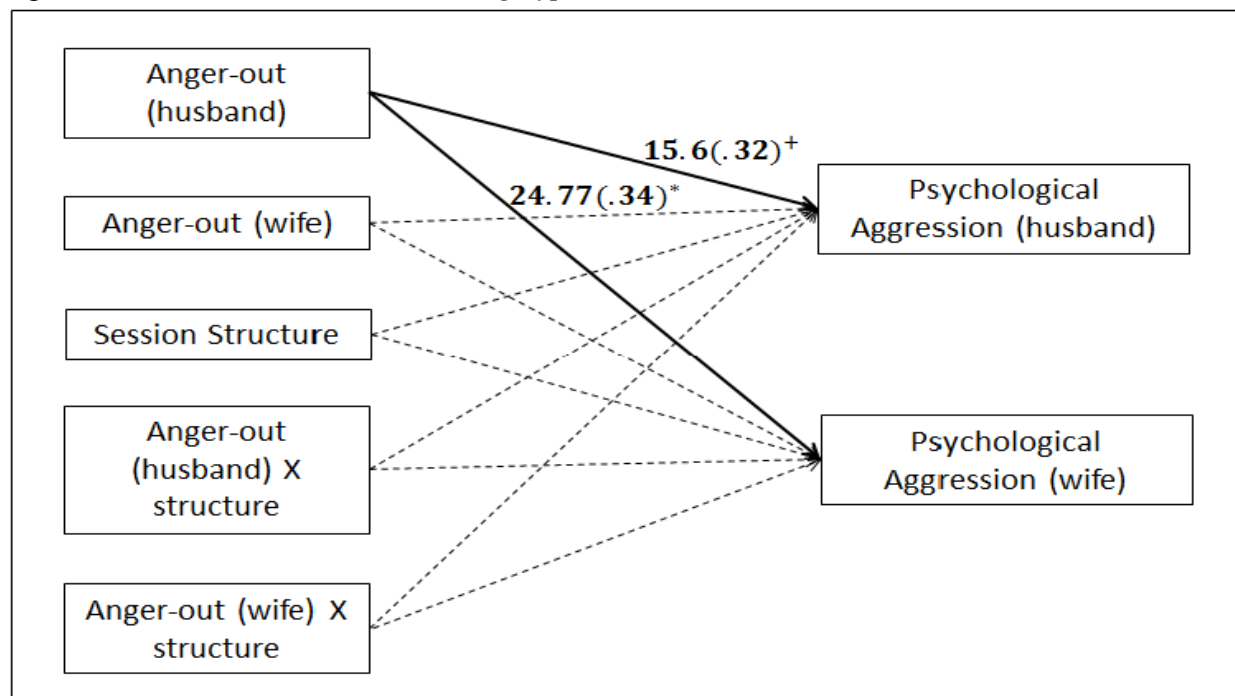 Anger-out
(husband)
15.6(.32)⁺
24.77(.34)*
Psychological
Aggression (husband)
Anger-out (wife)
Session Structure
Anger-out
(husband) X
structure
Psychological
Aggression (wife)
Anger-out (wife) X
structure